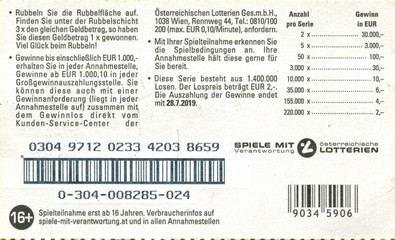 • Rubbeln Sie die Rubbelfläche auf.
Finden Sie unter der Rubbelschicht
3 x den gleichen Geldbetrag, so haben
Sie diesen Geldbetrag 1 x gewonnen.
Viel Glück beim Rubbeln!
• Gewinne bis einschließlich EUR 1.000,-
erhalten Sie in jeder Annahmestelle,
Gewinne ab EUR 1.000,10 in jeder
Großgewinnauszahlungsstelle. Sie
können diese auch mit einer
Gewinnanforderung (liegt in jeder
Annahmestelle auf) zusammen mit
dem Gewinnlos direkt vom
Kunden-Service-Center der
Österreichischen Lotterien Ges.m.b.H.,
1038 Wien, Rennweg 44, Tel.: 0810/100
200 (max. EUR 0,10/Minute), anfordern.
• Mit Ihrer Spielteilnahme erkennen Sie
die Spielbedingungen an. Ihre
Annahmestelle hält diese gerne für
Sie bereit.
• Diese Serie besteht aus 1.400.000
Losen. Der Lospreis beträgt EUR 2,-.
Die Auszahlung der Gewinne endet
mit 28.7.2019.
Anzahl pro Serie Gewinn in EUR
2 x 30.000,-
5 x 3.000,-
50 x 100,-
3.000 x 30,-
10.000 x 10,-
35.000 x 6,-
155.000 x 4,-
220.000 x 2,-
0304 9712 0233 4203 8659
0-304-008285-024
SPIELE MIT
Verantwortung
österreichische
LOTTERIEN
9034 5906
16+
Spielteilnahme erst ab 16 Jahren. Verbraucherinfos auf
spiele-mit-verantwortung.at und in allen Annahmestellen